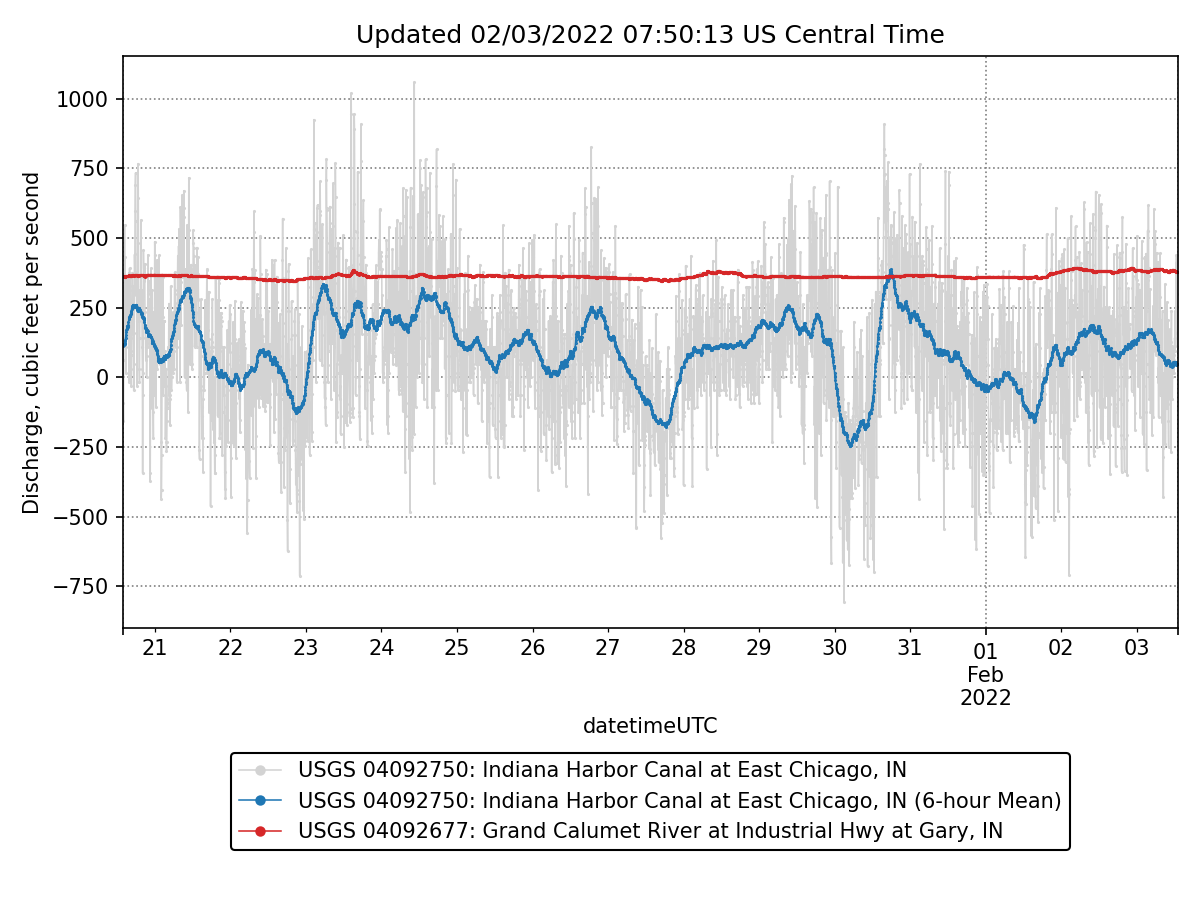 Updated 02/03/2022 07:50:13 US Central Time
Discharge, cubic feet per second
1000
750
500
250
0
−250
−500
−750
21 22 23 24 25 26 27 28 29 30 31 01 02 03
Feb
2022
datetimeUTC
USGS 04092750: Indiana Harbor Canal at East Chicago, IN
USGS 04092750: Indiana Harbor Canal at East Chicago, IN (6-hour Mean)
USGS 04092677: Grand Calumet River at Industrial Hwy at Gary, IN